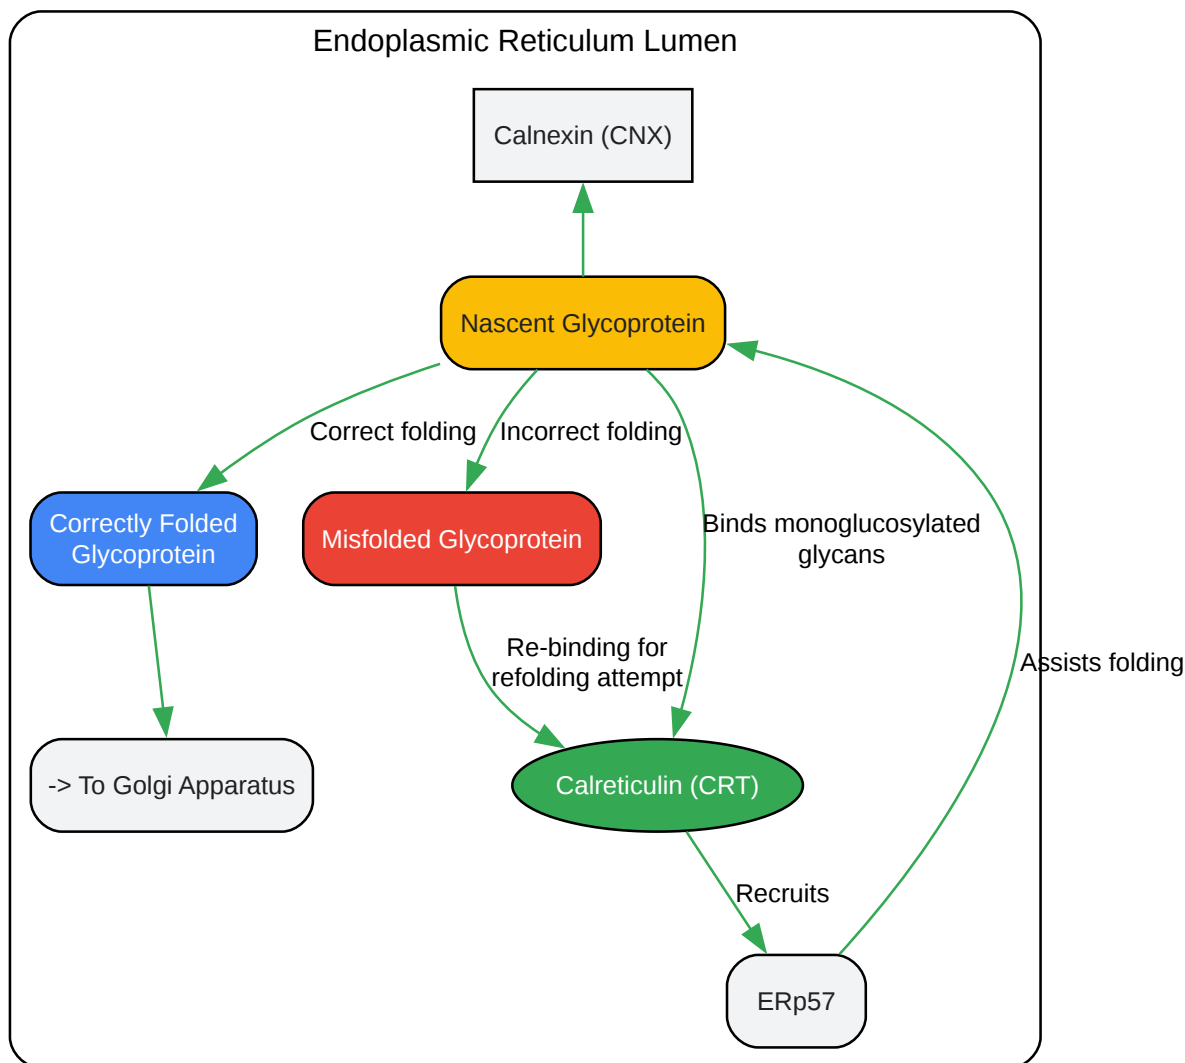 Endoplasmic Reticulum Lumen
Calnexin (CNX)
Nascent Glycoprotein
Correct folding
Incorrect folding
Binds monoglucosylated
glycans
Correctly Folded
Glycoprotein
Misfolded Glycoprotein
Re-binding for
refolding attempt
Assists folding
-> To Golgi Apparatus
Calreticulin (CRT)
Recruits
ERp57